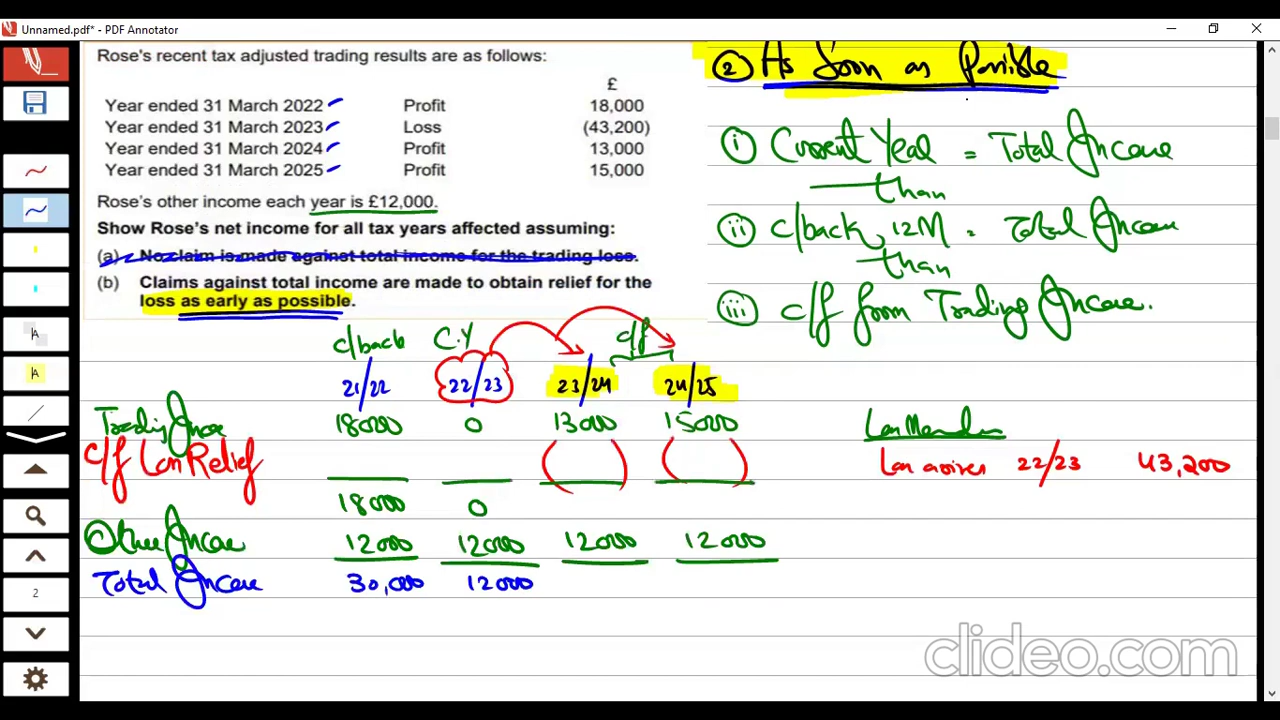 Unnamed.pdf* - PDF Annotator
Rose's recent tax adjusted trading results are as follows:
£
Year ended 31 March 2022 Profit 18,000
Year ended 31 March 2023 Loss (43,200)
Year ended 31 March 2024 Profit 13,000
Year ended 31 March 2025 Profit 15,000
Rose's other income each year is £12,000.
Show Rose's net income for all tax years affected assuming:
(a) No claim is made against total income for the trading loss.
(b) Claims against total income are made to obtain relief for the
loss as early as possible.
② As Soon as Possible
i Current Year = Total Income
than
ii c/back 12M = Total Income
than
iii c/f from Trading Income.
c/back C.Y c/f
21/22 22/23 23/24 24/25
Trading Income 18000 0 13000 15000
c/f Loss Relief ( ) ( )
18000 0
Other Income 12000 12000 12000 12000
Total Income 30,000 12000
Loss Memo
Loss arises 22/23 43,200
A
A
2
clideo.com